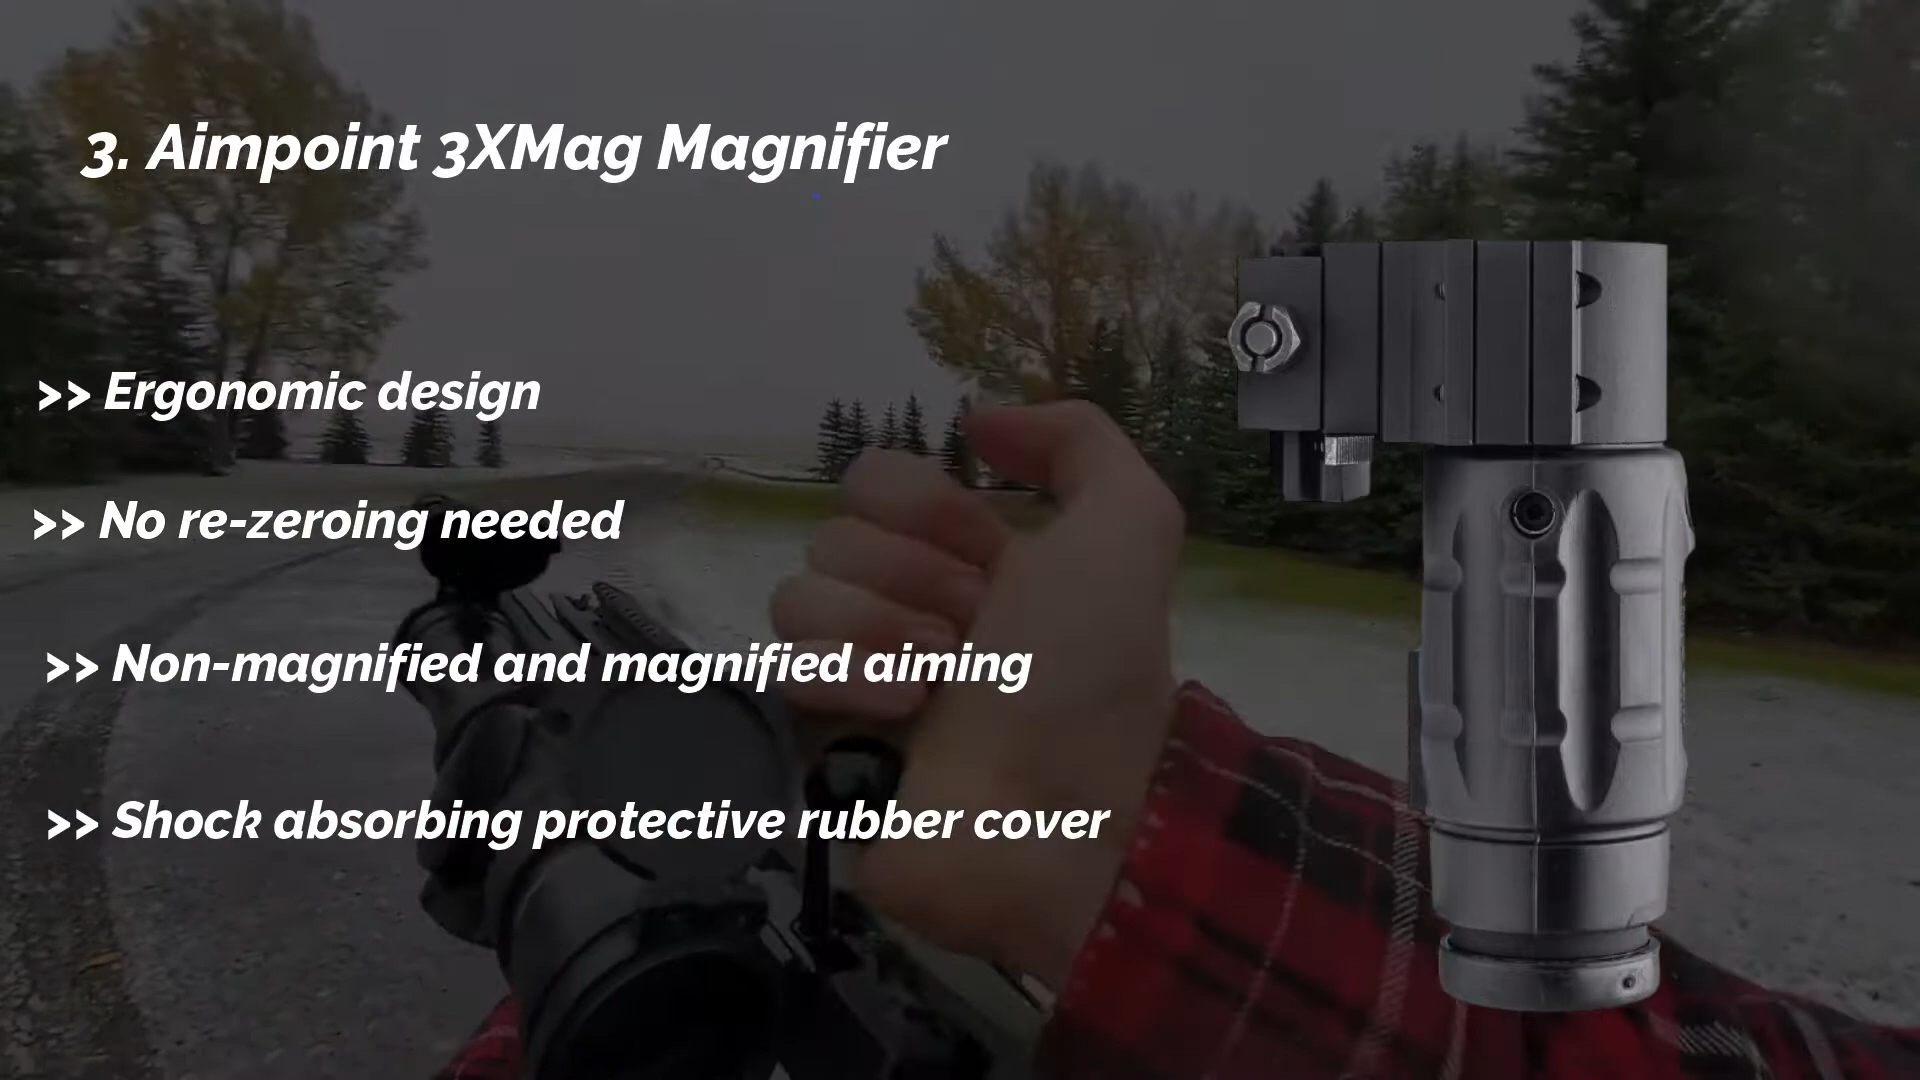 3. Aimpoint 3XMag Magnifier
>> Ergonomic design
>> No re-zeroing needed
>> Non-magnified and magnified aiming
>> Shock absorbing protective rubber cover